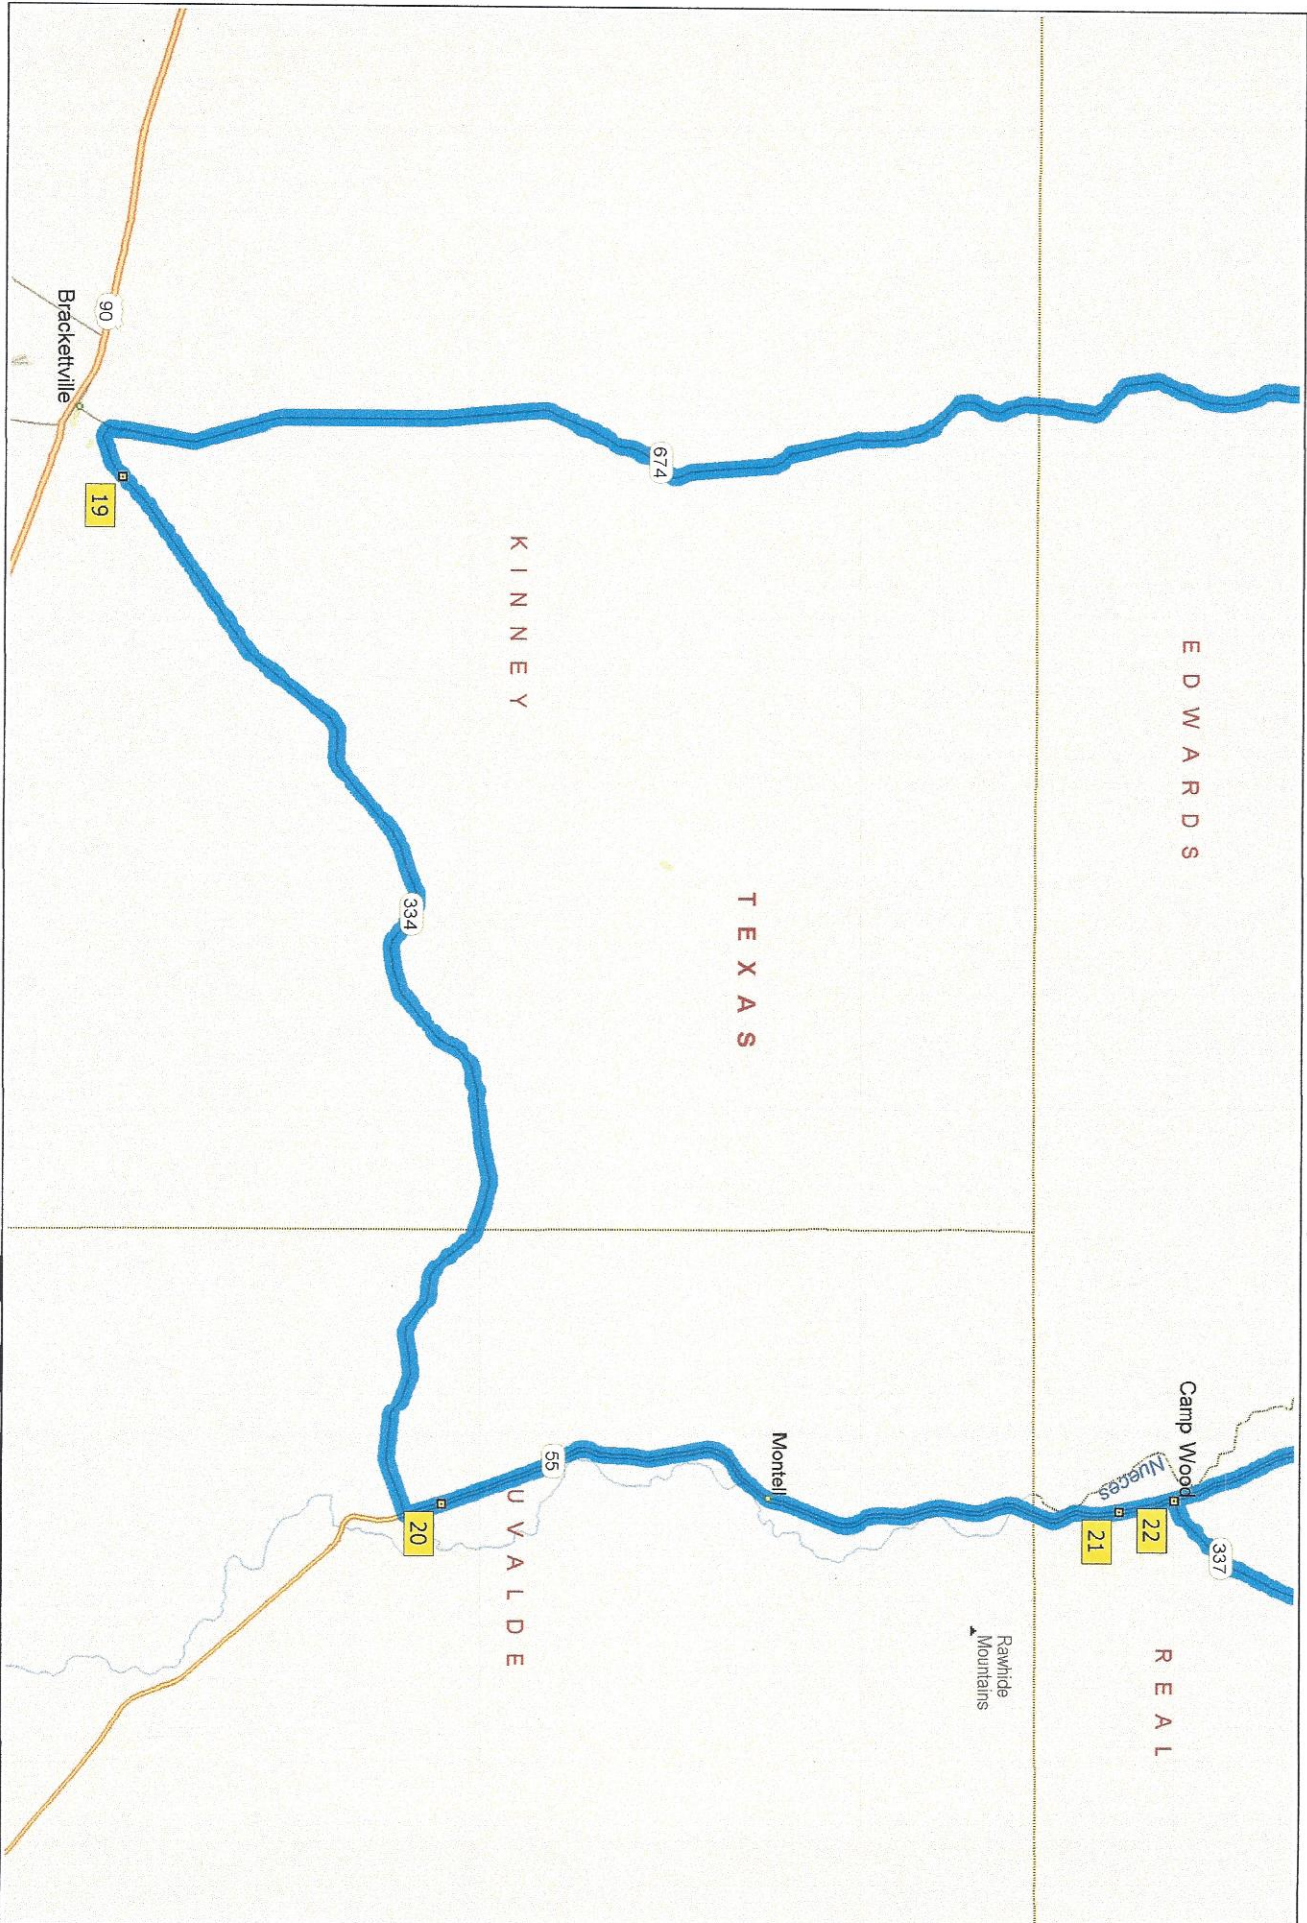 EDWARDS
REAL
Camp Wood
337
22
Nueces
21
Rawhide
Mountains
TEXAS
Montell
674
KINNEY
55
UVALDE
334
20
90
19
Brackettville